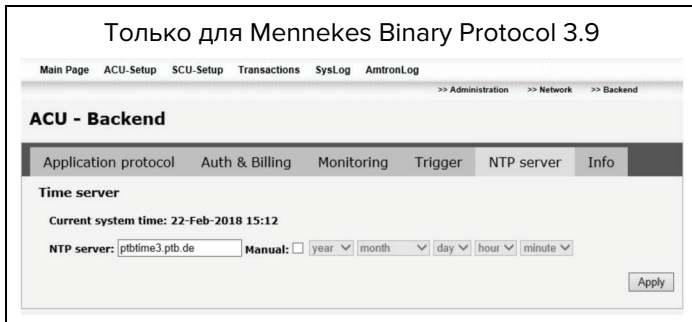 Только для Mennekes Binary Protocol 3.9
Main Page ACU-Setup SCU-Setup Transactions SysLog AmtronLog
>> Administration >> Network >> Backend
ACU - Backend
Application protocol Auth & Billing Monitoring Trigger NTP server Info
Time server
Current system time: 22-Feb-2018 15:12
NTP server: ptbtime3.ptb.de Manual: year month day hour minute
Apply